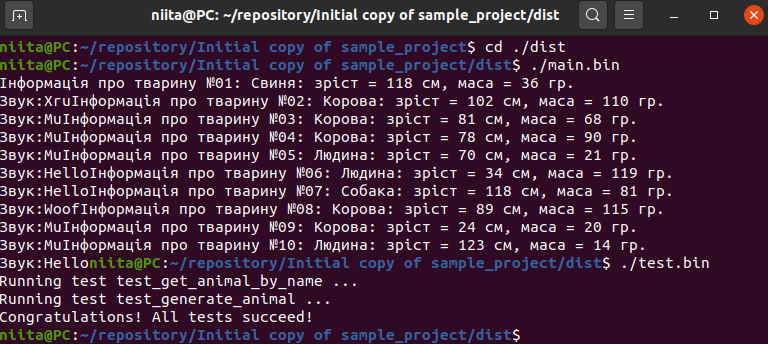 niita@PC: ~/repository/Initial copy of sample_project/dist
niita@PC:~/repository/Initial copy of sample_project$ cd ./dist
niita@PC:~/repository/Initial copy of sample_project/dist$ ./main.bin
Інформація про тварину №01: Свиня: зріст = 118 см, маса = 36 гр.
Звук:XruІнформація про тварину №02: Корова: зріст = 102 см, маса = 110 гр.
Звук:MuІнформація про тварину №03: Корова: зріст = 81 см, маса = 68 гр.
Звук:MuІнформація про тварину №04: Корова: зріст = 78 см, маса = 90 гр.
Звук:MuІнформація про тварину №05: Людина: зріст = 70 см, маса = 21 гр.
Звук:HelloІнформація про тварину №06: Людина: зріст = 34 см, маса = 119 гр.
Звук:HelloІнформація про тварину №07: Собака: зріст = 118 см, маса = 81 гр.
Звук:WoofІнформація про тварину №08: Корова: зріст = 89 см, маса = 115 гр.
Звук:MuІнформація про тварину №09: Корова: зріст = 24 см, маса = 20 гр.
Звук:MuІнформація про тварину №10: Людина: зріст = 123 см, маса = 14 гр.
Звук:Helloniita@PC:~/repository/Initial copy of sample_project/dist$ ./test.bin
Running test test_get_animal_by_name ...
Running test test_generate_animal ...
Congratulations! All tests succeed!
niita@PC:~/repository/Initial copy of sample_project/dist$